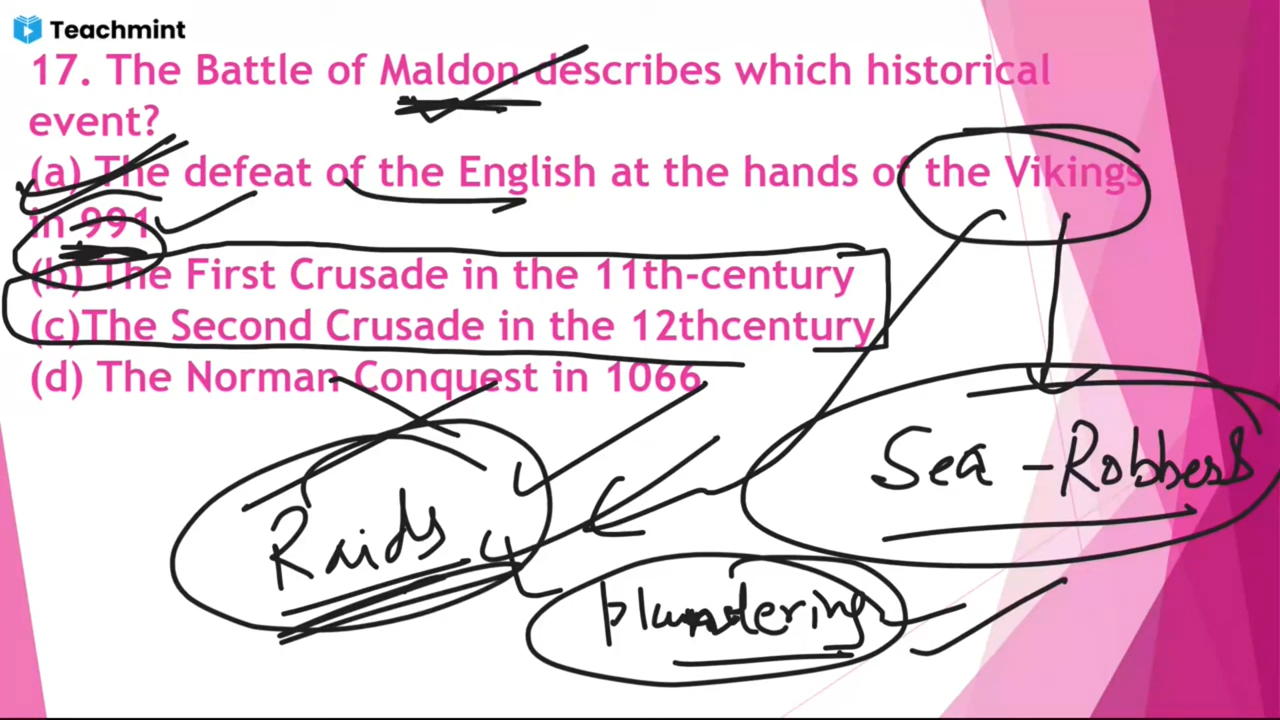 Teachmint
17. The Battle of Maldon describes which historical
event?
(a) The defeat of the English at the hands of the Vikings
in 991
(b) The First Crusade in the 11th-century
(c)The Second Crusade in the 12thcentury
(d) The Norman Conquest in 1066
Sea - Robbers
Raids
plundering